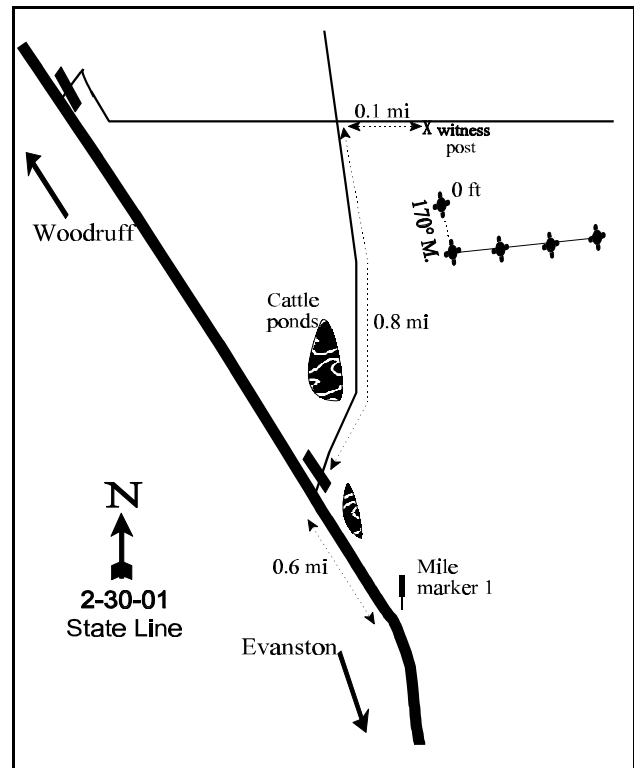 0.1 mi
X witness
post
0 ft
170° M.
Woodruff
Cattle
ponds
0.8 mi
N
0.6 mi
Mile
marker 1
2-30-01
State Line
Evanston